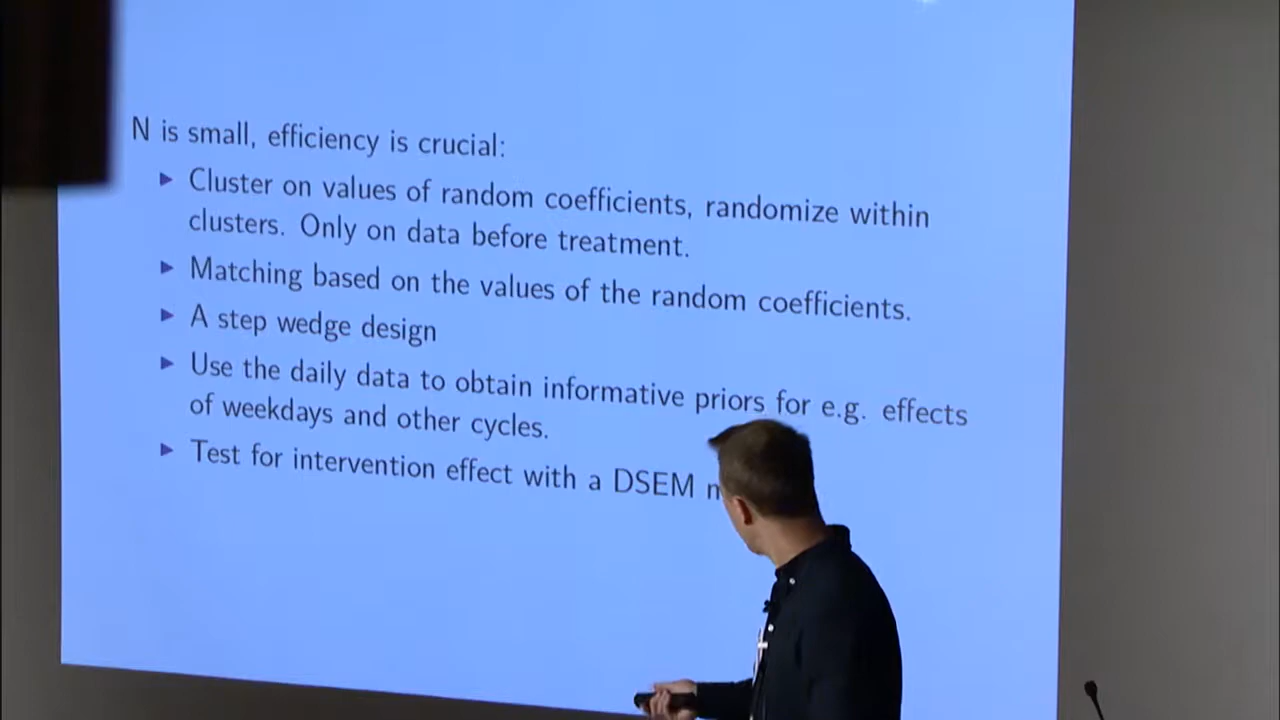 N is small, efficiency is crucial:
▶ Cluster on values of random coefficients, randomize within
clusters. Only on data before treatment.
▶ Matching based on the values of the random coefficients.
▶ A step wedge design
▶ Use the daily data to obtain informative priors for e.g. effects
of weekdays and other cycles.
▶ Test for intervention effect with a DSEM